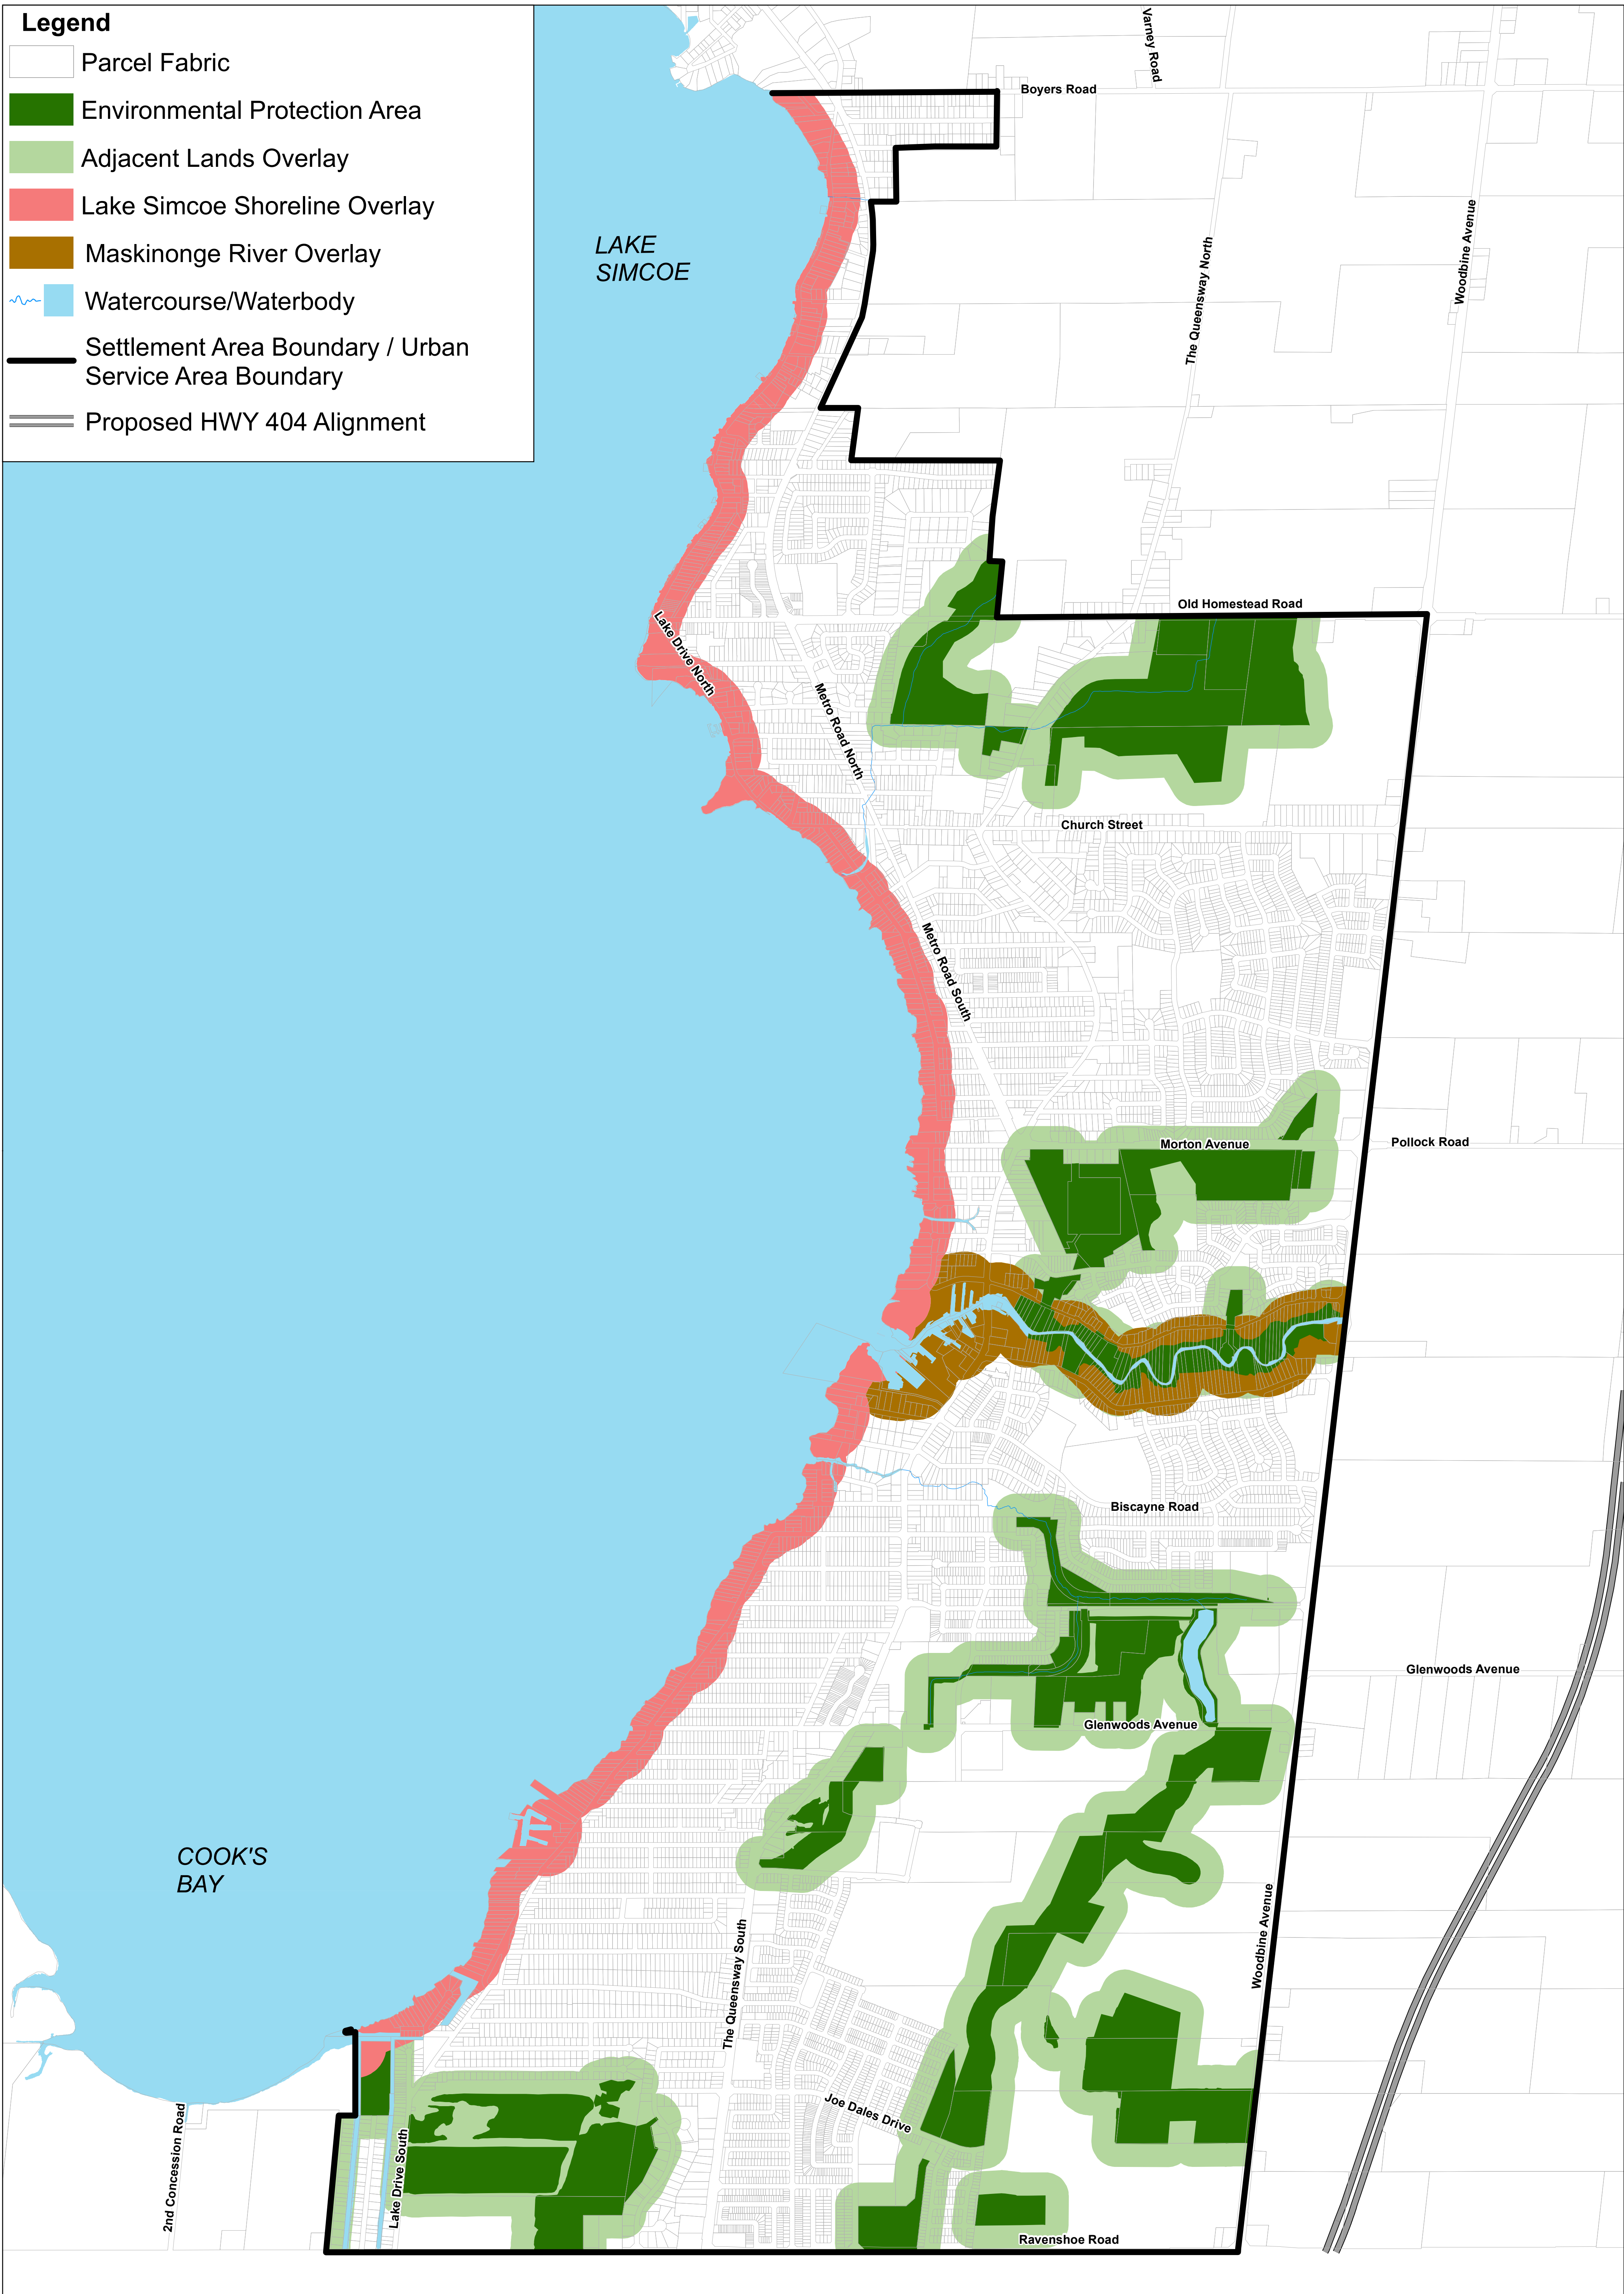 Legend
Parcel Fabric
Environmental Protection Area
Adjacent Lands Overlay
Lake Simcoe Shoreline Overlay
Maskinonge River Overlay
Watercourse/Waterbody
Settlement Area Boundary / Urban
Service Area Boundary
Proposed HWY 404 Alignment
Varney Road
Boyers Road
LAKE
SIMCOE
The Queensway North
Woodbine Avenue
Old Homestead Road
Lake Drive North
Metro Road North
Church Street
Metro Road South
Morton Avenue
Pollock Road
Biscayne Road
Glenwoods Avenue
Glenwoods Avenue
COOK'S
BAY
The Queensway South
Woodbine Avenue
Joe Dales Drive
2nd Concession Road
Lake Drive South
Ravenshoe Road